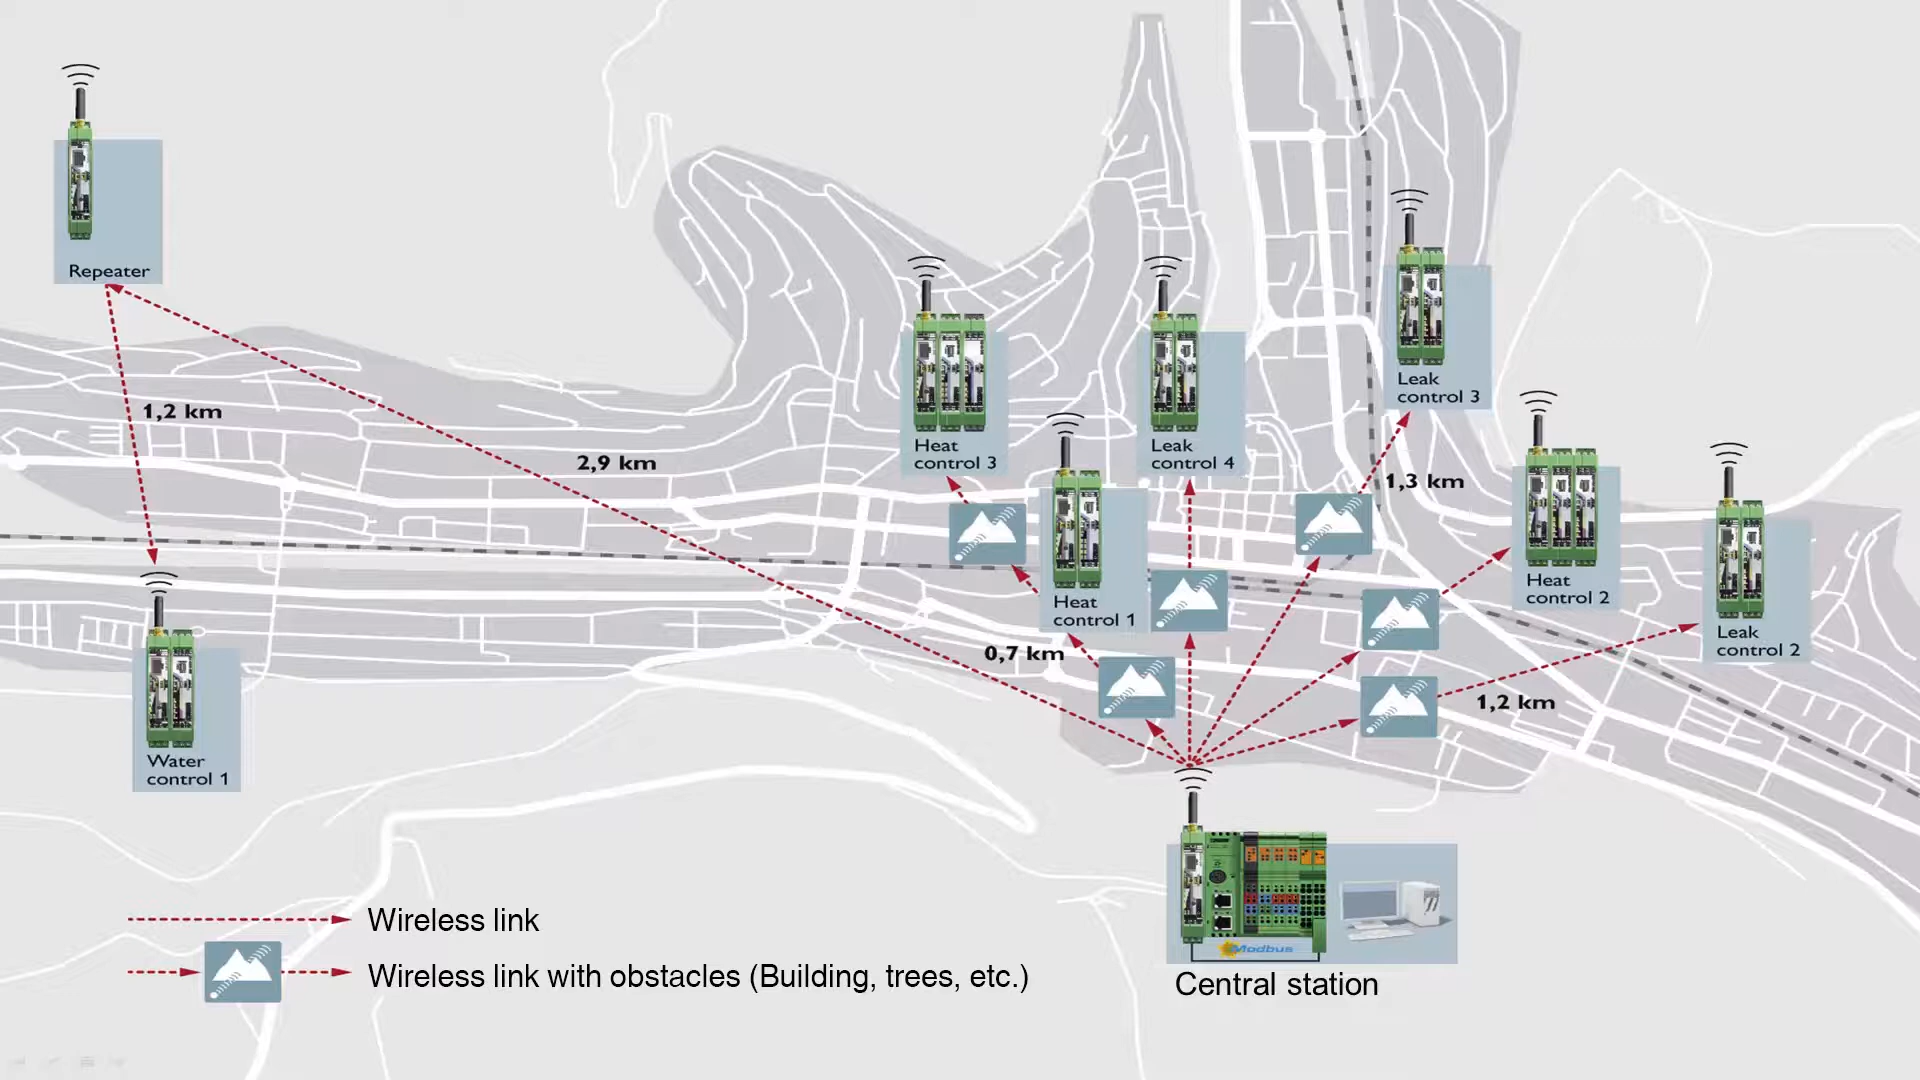 Repeater
1,2 km
2,9 km
Heat
control 3
Leak
control 4
Leak
control 3
1,3 km
Heat
control 1
Heat
control 2
Leak
control 2
0,7 km
1,2 km
Water
control 1
Modbus
Central station
Wireless link
Wireless link with obstacles (Building, trees, etc.)